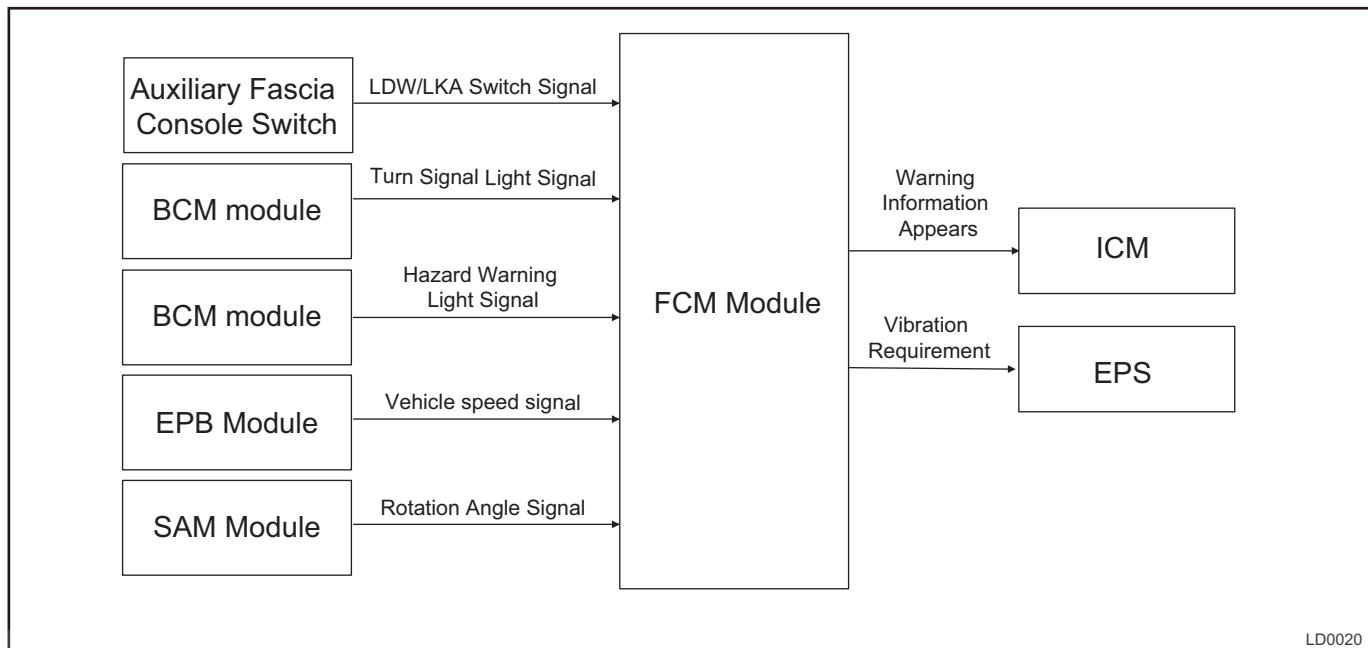 Auxiliary Fascia
Console Switch
LDW/LKA Switch Signal
BCM module
Turn Signal Light Signal
BCM module
Hazard Warning
Light Signal
EPB Module
Vehicle speed signal
SAM Module
Rotation Angle Signal
FCM Module
Warning
Information
Appears
ICM
Vibration
Requirement
EPS
LD0020